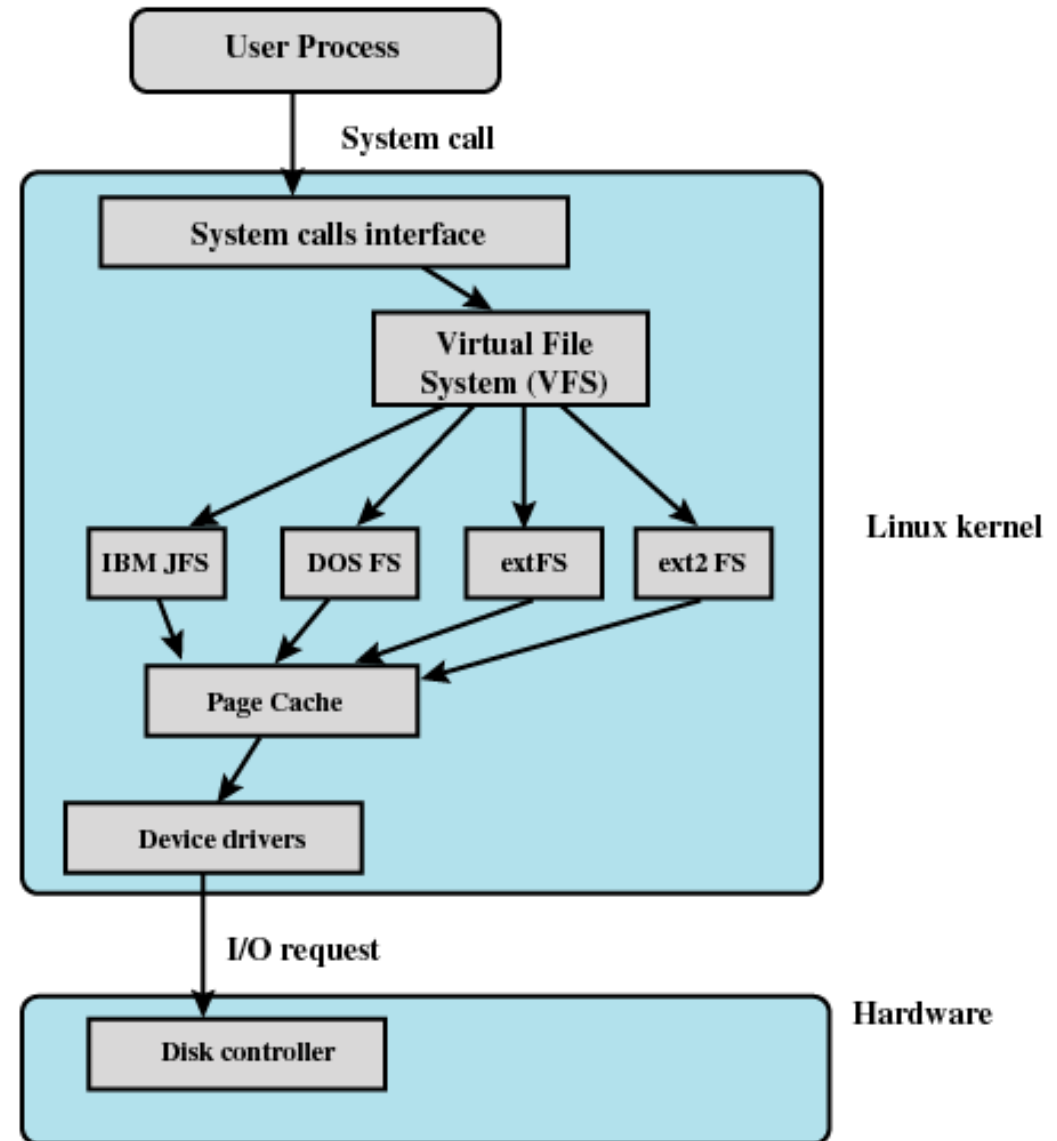 User Process
System call
System calls interface
Virtual File
System (VFS)
Linux kernel
IBM JFS
DOS FS
extFS
ext2 FS
Page Cache
Device drivers
I/O request
Hardware
Disk controller